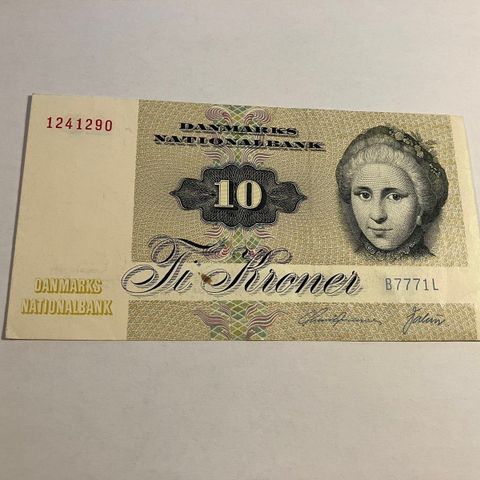 1241290
DANMARKS
NATIONALBANK
10
Ti Kroner
B7771L
DANMARKS
NATIONALBANK